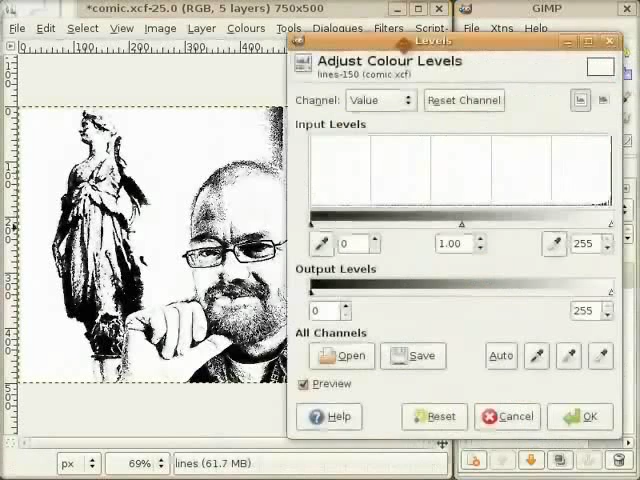 *comic.xcf-25.0 (RGB, 5 layers) 750x500
GIMP
File Edit Select View Image Layer Colours Tools Dialogues Filters Script-
File Xtns Help
Levels
Adjust Colour Levels
lines-150 (comic xcf)
Channel: Value Reset Channel
Input Levels
0 1.00 255
Output Levels
0 255
All Channels
Open Save Auto
Preview
Help Reset Cancel OK
px 69% lines (61.7 MB)